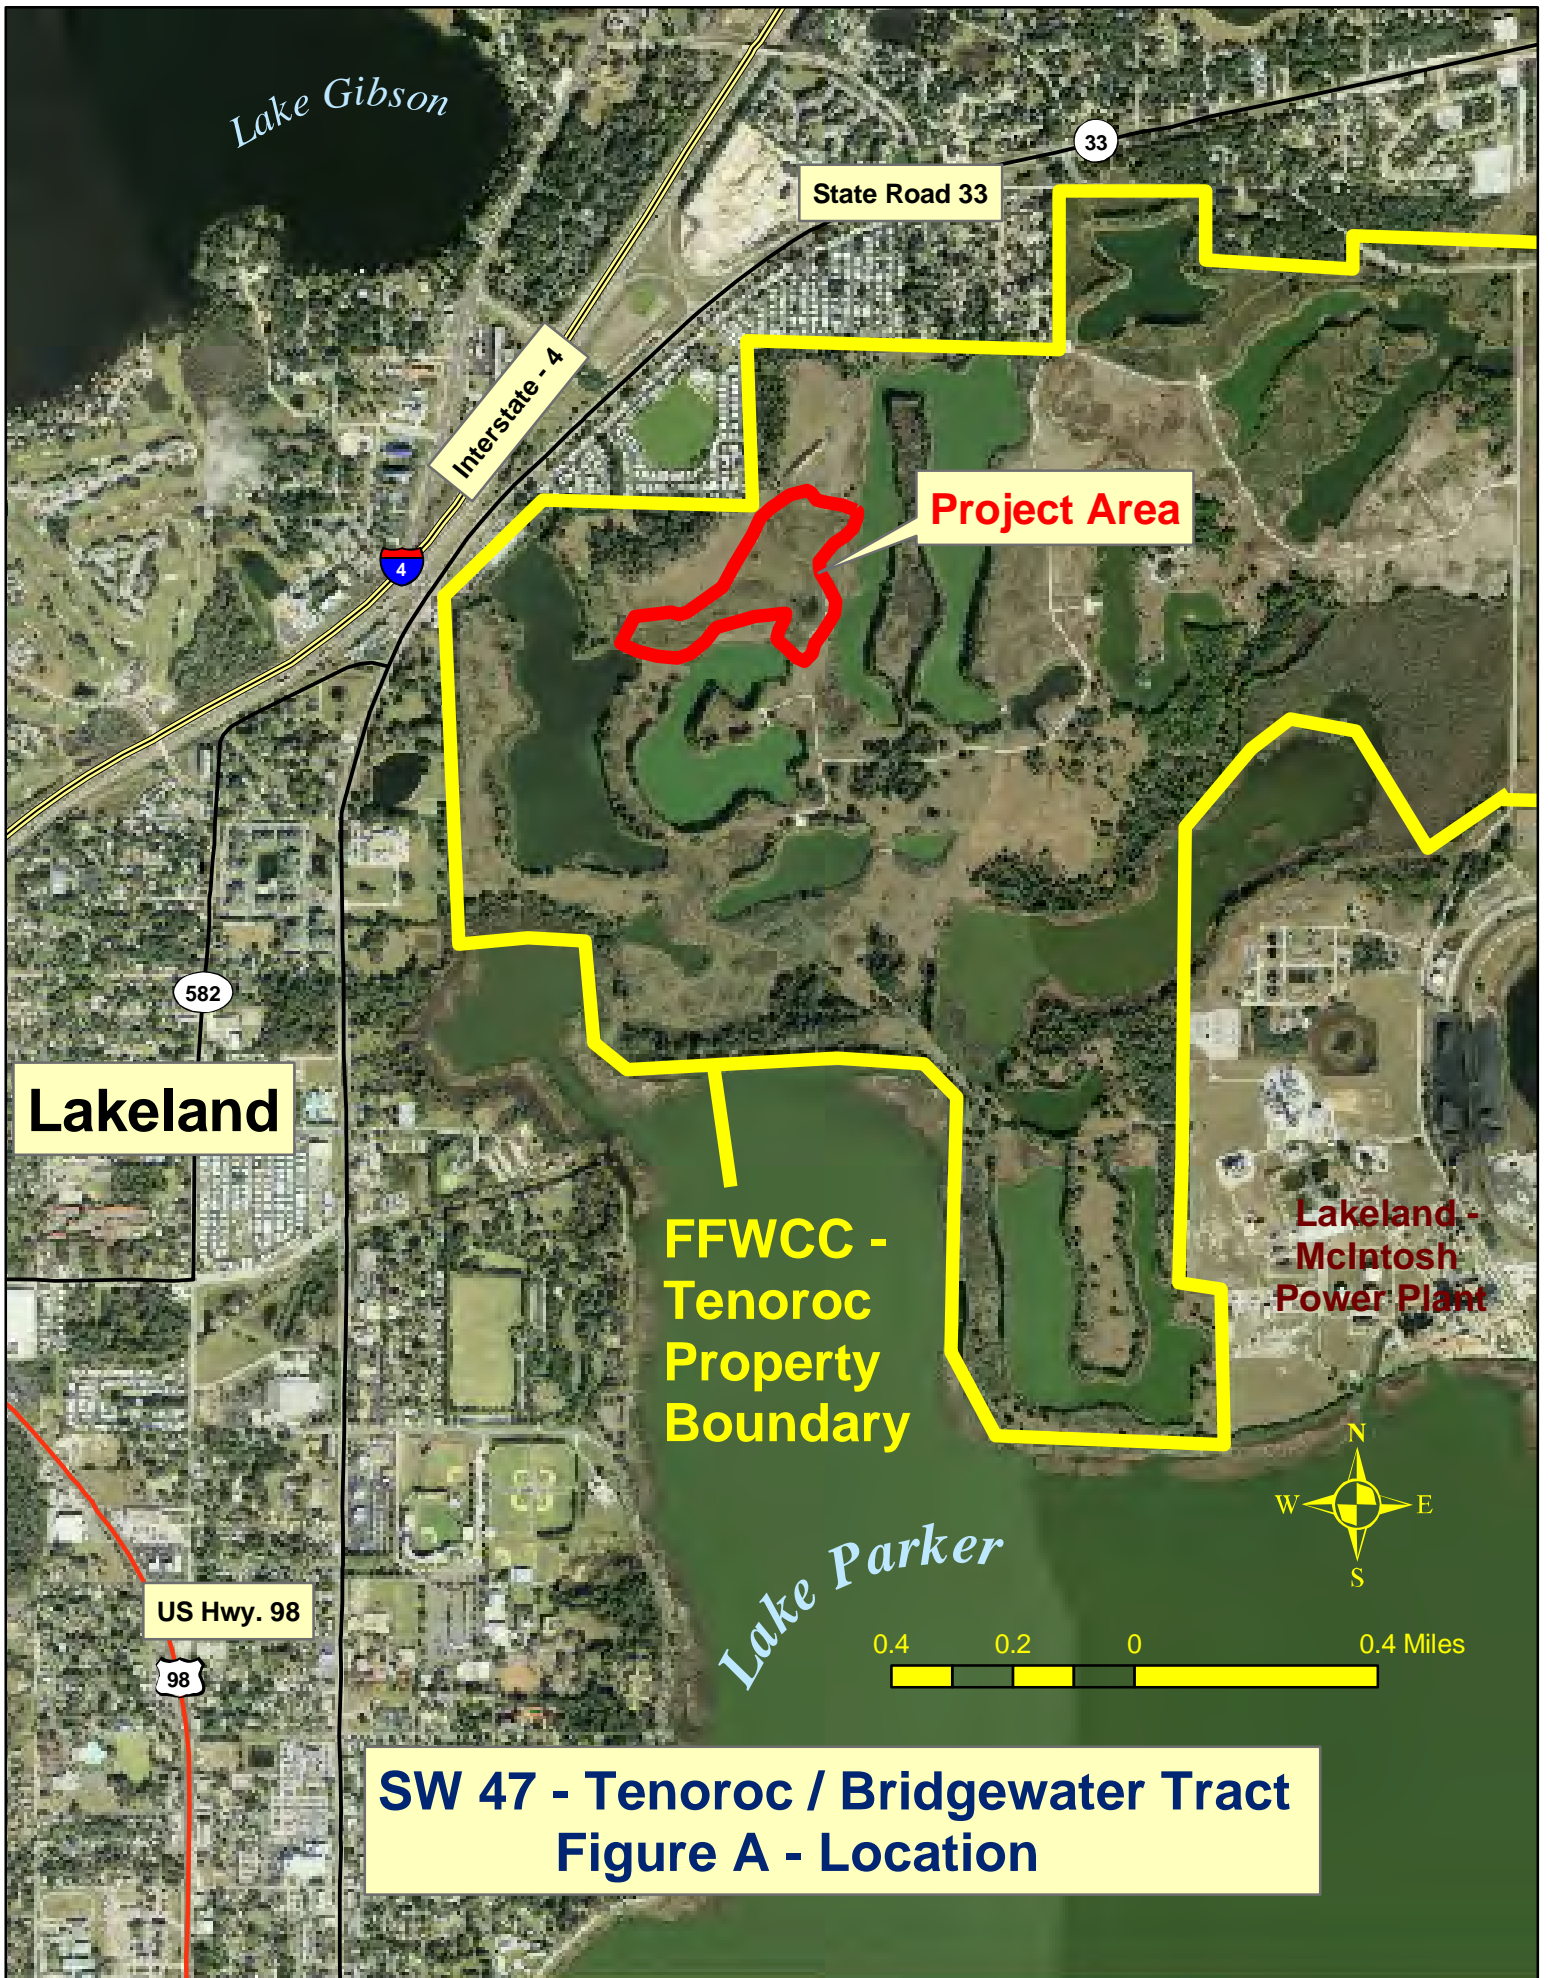 Lake Gibson
33
State Road 33
Interstate - 4
Project Area
4
582
Lakeland
FFWCC -
Tenoroc
Property
Boundary
Lakeland -
McIntosh
Power Plant
N
W
E
S
Lake Parker
US Hwy. 98
98
0.4
0.2
0
0.4 Miles
SW 47 - Tenoroc / Bridgewater Tract
Figure A - Location